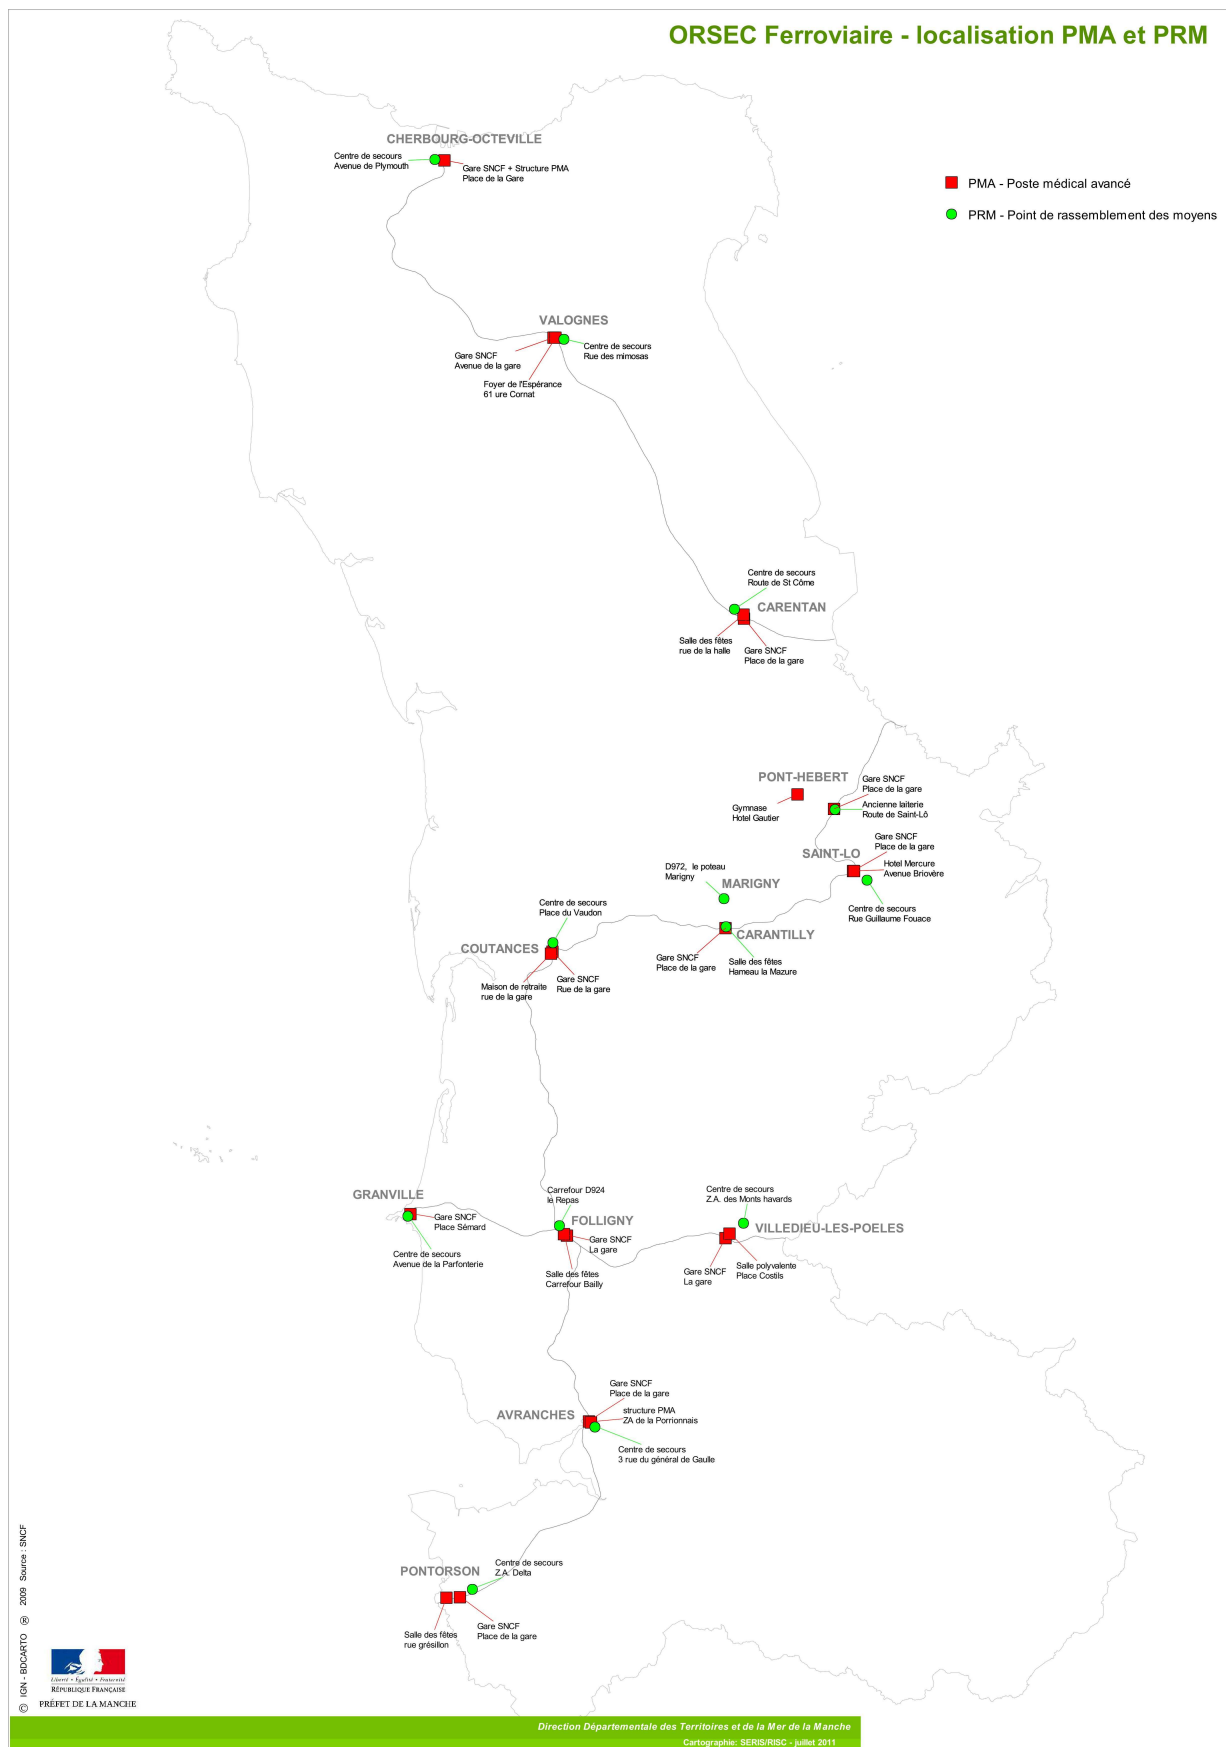 ORSEC Ferroviaire - localisation PMA et PRM
CHERBOURG-OCTEVILLE
Centre de secours
Avenue de Plymouth
Gare SNCF + Structure PMA
Place de la Gare
PMA - Poste médical avancé
PRM - Point de rassemblement des moyens
VALOGNES
Centre de secours
Rue des mimosas
Gare SNCF
Avenue de la gare
Foyer de l'Espérance
61 ure Cornat
Centre de secours
Route de St Côme
CARENTAN
Salle des fêtes
rue de la halle
Gare SNCF
Place de la gare
PONT-HEBERT
Gare SNCF
Place de la gare
Gymnase
Hotel Gautier
Ancienne laiterie
Route de Saint-Lô
SAINT-LO
Gare SNCF
Place de la gare
Hotel Mercure
Avenue Briovère
Centre de secours
Rue Guillaume Fouace
D972, le poteau
Marigny
MARIGNY
CARANTILLY
Gare SNCF
Place de la gare
Salle des fêtes
Hameau la Mazure
Centre de secours
Place du Vaudon
COUTANCES
Maison de retraite
rue de la gare
Gare SNCF
Rue de la gare
GRANVILLE
Gare SNCF
Place Sémard
Centre de secours
Avenue de la Parfonterie
Carrefour D924
le Repas
FOLLIGNY
Gare SNCF
La gare
Salle des fêtes
Carrefour Bailly
Centre de secours
Z.A. des Monts havards
VILLEDIEU-LES-POELES
Gare SNCF
La gare
Salle polyvalente
Place Costils
AVRANCHES
Gare SNCF
Place de la gare
structure PMA
ZA de la Porrionnais
Centre de secours
3 rue du général de Gaulle
PONTORSON
Centre de secours
Z.A. Delta
Salle des fêtes
rue grésillon
Gare SNCF
Place de la gare
© IGN - BDCARTO ® 2009 Source : SNCF
Liberté • Égalité • Fraternité
RÉPUBLIQUE FRANÇAISE
PRÉFET DE LA MANCHE
Direction Départementale des Territoires et de la Mer de la Manche
Cartographie: SERIS/RISC - juillet 2011